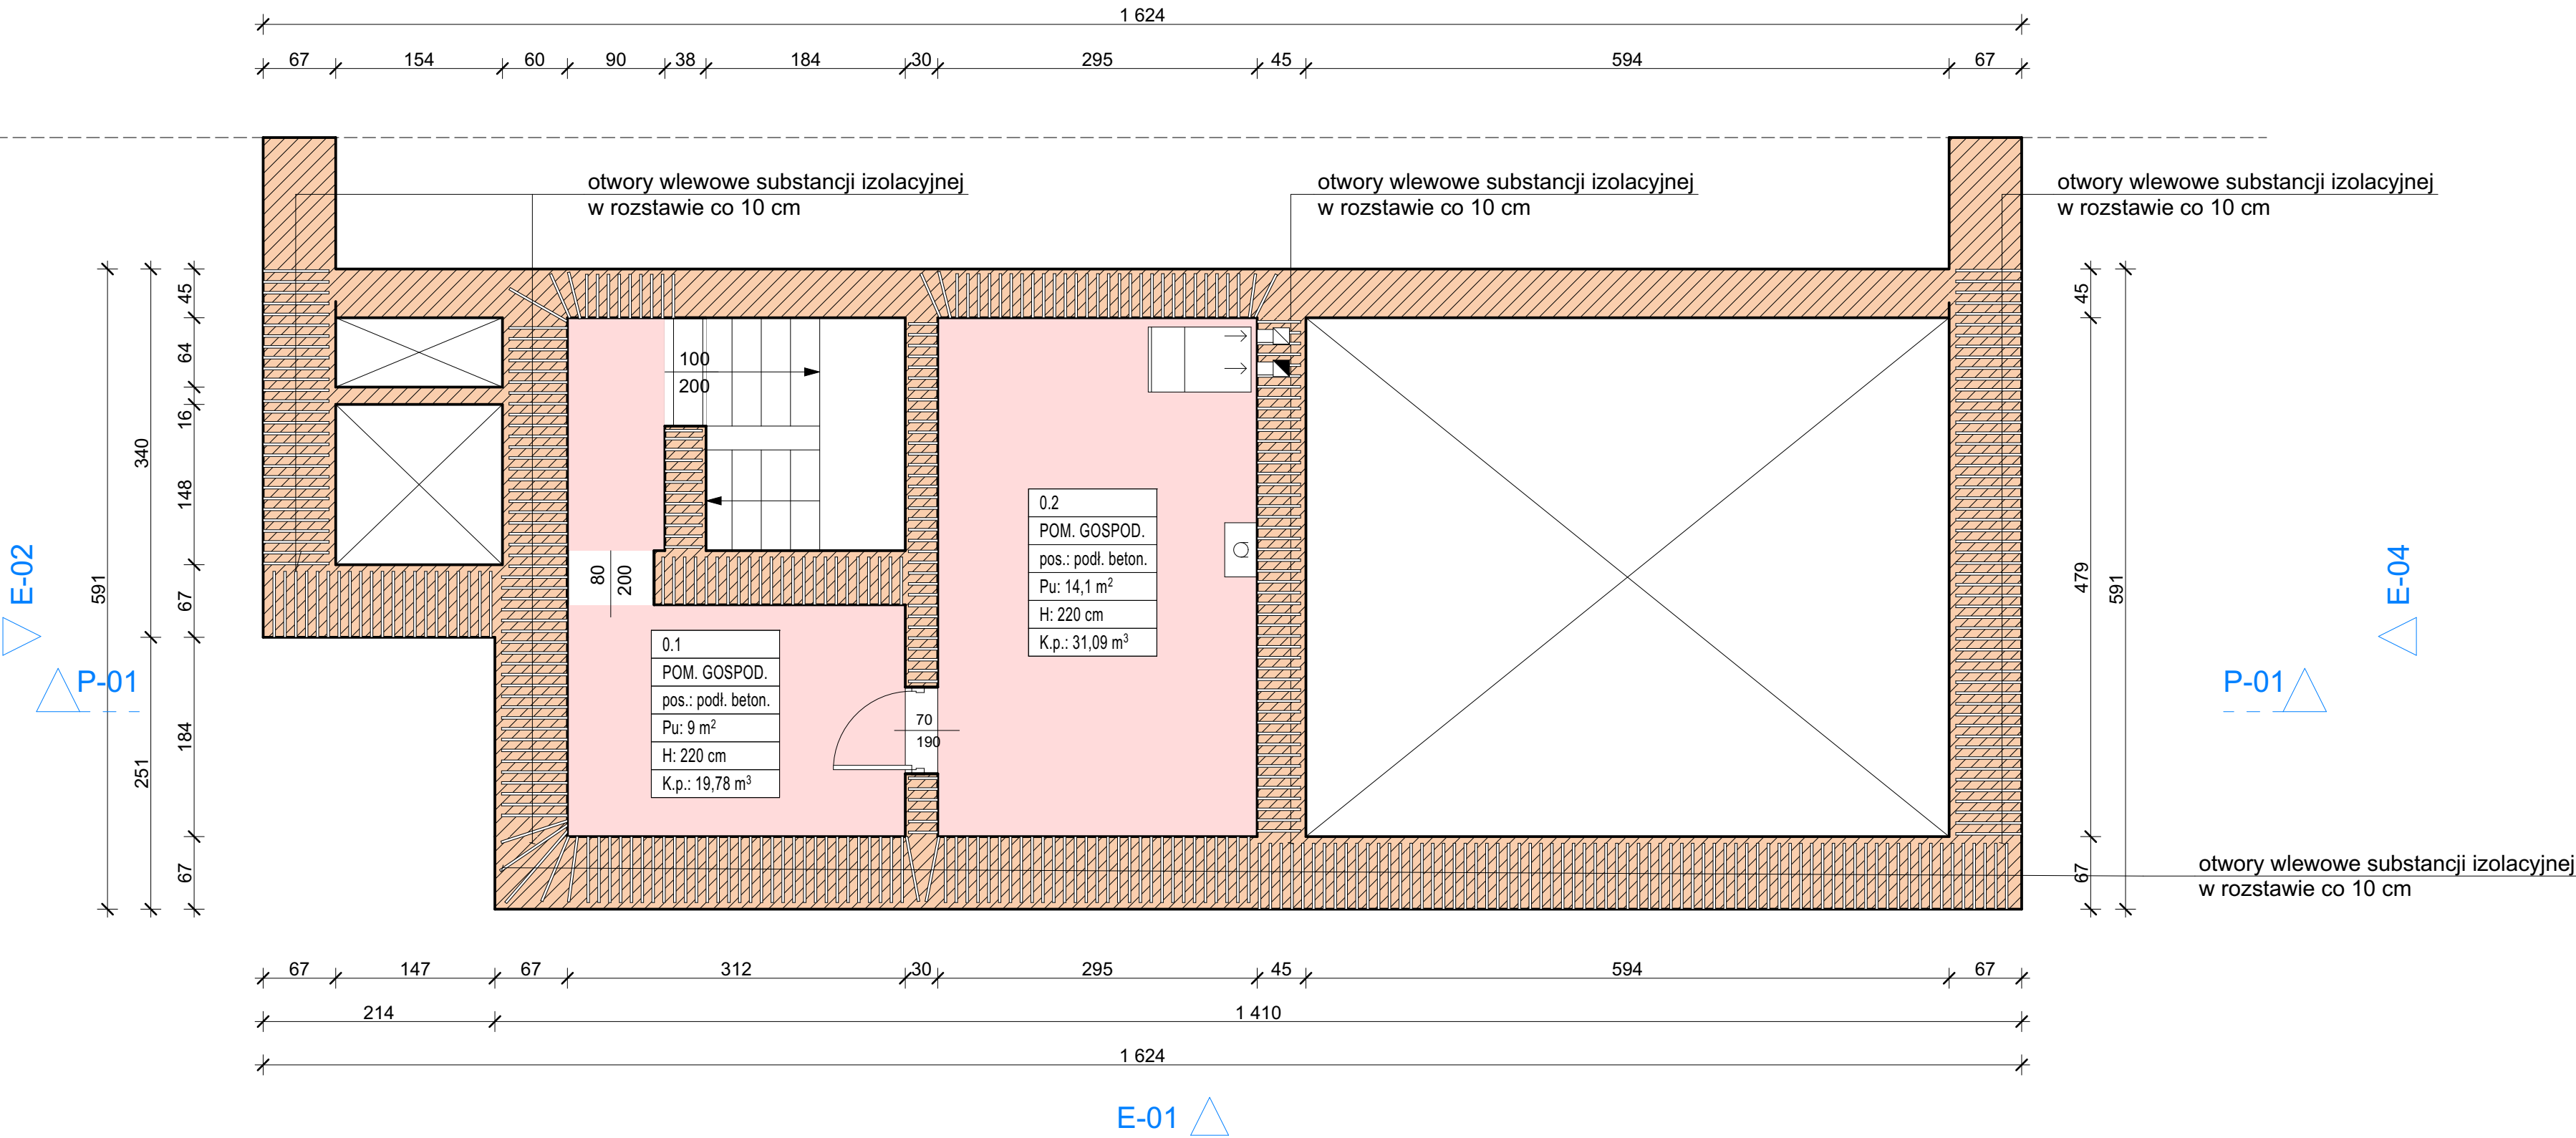 1 624
67 154 60 90 38 184 30 295 45 594 67
otwory wlewowe substancji izolacyjnej
w rozstawie co 10 cm
otwory wlewowe substancji izolacyjnej
w rozstawie co 10 cm
otwory wlewowe substancji izolacyjnej
w rozstawie co 10 cm
45
64
16
148
67
184
67
340
251
591
100
200
80
200
70
190
0.1
POM. GOSPOD.
pos.: podł. beton.
Pu: 9 m²
H: 220 cm
K.p.: 19,78 m³
0.2
POM. GOSPOD.
pos.: podł. beton.
Pu: 14,1 m²
H: 220 cm
K.p.: 31,09 m³
45
479
67
591
E-02
P-01
E-04
P-01
otwory wlewowe substancji izolacyjnej
w rozstawie co 10 cm
67 147 67 312 30 295 45 594 67
214 1 410
1 624
E-01